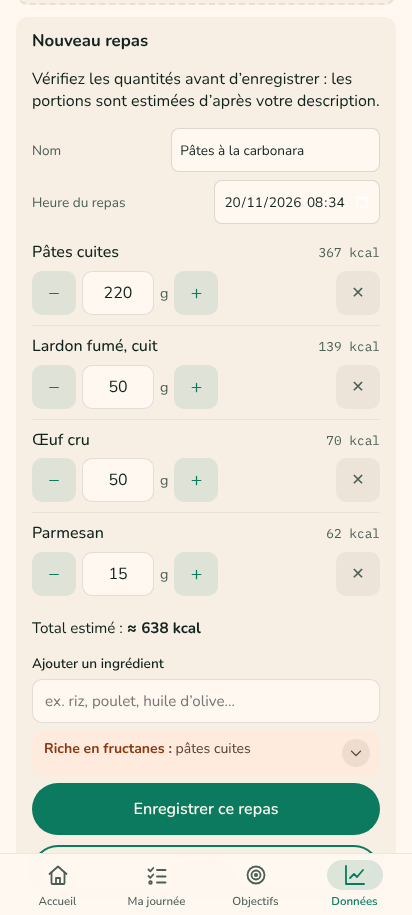 Nouveau repas
Vérifiez les quantités avant d’enregistrer : les
portions sont estimées d’après votre description.
Nom
Pâtes à la carbonara
Heure du repas
20/11/2026 08:34
Pâtes cuites
367 kcal
− 220 g + ×
Lardon fumé, cuit
139 kcal
− 50 g + ×
Œuf cru
70 kcal
− 50 g + ×
Parmesan
62 kcal
− 15 g + ×
Total estimé : ≈ 638 kcal
Ajouter un ingrédient
ex. riz, poulet, huile d’olive…
Riche en fructanes : pâtes cuites
Enregistrer ce repas
Accueil
Ma journée
Objectifs
Données